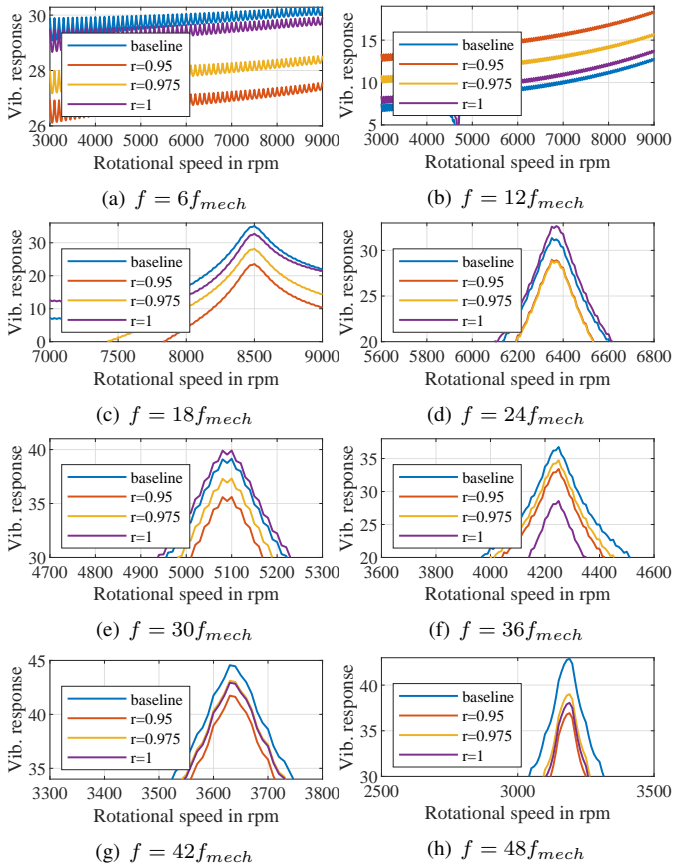 Vib. response
30
28
26
baseline
r=0.95
r=0.975
r=1
3000 4000 5000 6000 7000 8000 9000
Rotational speed in rpm
(a) f = 6f_mech
Vib. response
15
10
5
baseline
r=0.95
r=0.975
r=1
3000 4000 5000 6000 7000 8000 9000
Rotational speed in rpm
(b) f = 12f_mech
Vib. response
30
20
10
0
baseline
r=0.95
r=0.975
r=1
7000 7500 8000 8500 9000
Rotational speed in rpm
(c) f = 18f_mech
Vib. response
30
25
20
baseline
r=0.95
r=0.975
r=1
5600 6000 6400 6800
Rotational speed in rpm
(d) f = 24f_mech
Vib. response
40
35
30
baseline
r=0.95
r=0.975
r=1
4700 4800 4900 5000 5100 5200 5300
Rotational speed in rpm
(e) f = 30f_mech
Vib. response
35
30
25
20
baseline
r=0.95
r=0.975
r=1
3600 3800 4000 4200 4400 4600
Rotational speed in rpm
(f) f = 36f_mech
Vib. response
45
40
35
baseline
r=0.95
r=0.975
r=1
3300 3400 3500 3600 3700 3800
Rotational speed in rpm
(g) f = 42f_mech
Vib. response
40
35
30
baseline
r=0.95
r=0.975
r=1
2500 3000 3500
Rotational speed in rpm
(h) f = 48f_mech